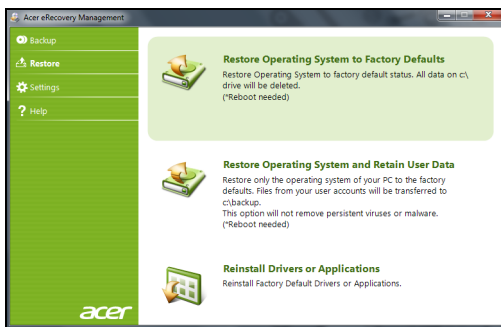 Acer eRecovery Management
Backup
Restore
Settings
? Help
Restore Operating System to Factory Defaults
Restore Operating System to factory default status. All data on c:\
drive will be deleted.
(*Reboot needed)
Restore Operating System and Retain User Data
Restore only the operating system of your PC to the factory
defaults. Files from your user accounts will be transferred to
c:\backup.
This option will not remove persistent viruses or malware.
(*Reboot needed)
Reinstall Drivers or Applications
Reinstall Factory Default Drivers or Applications.
acer